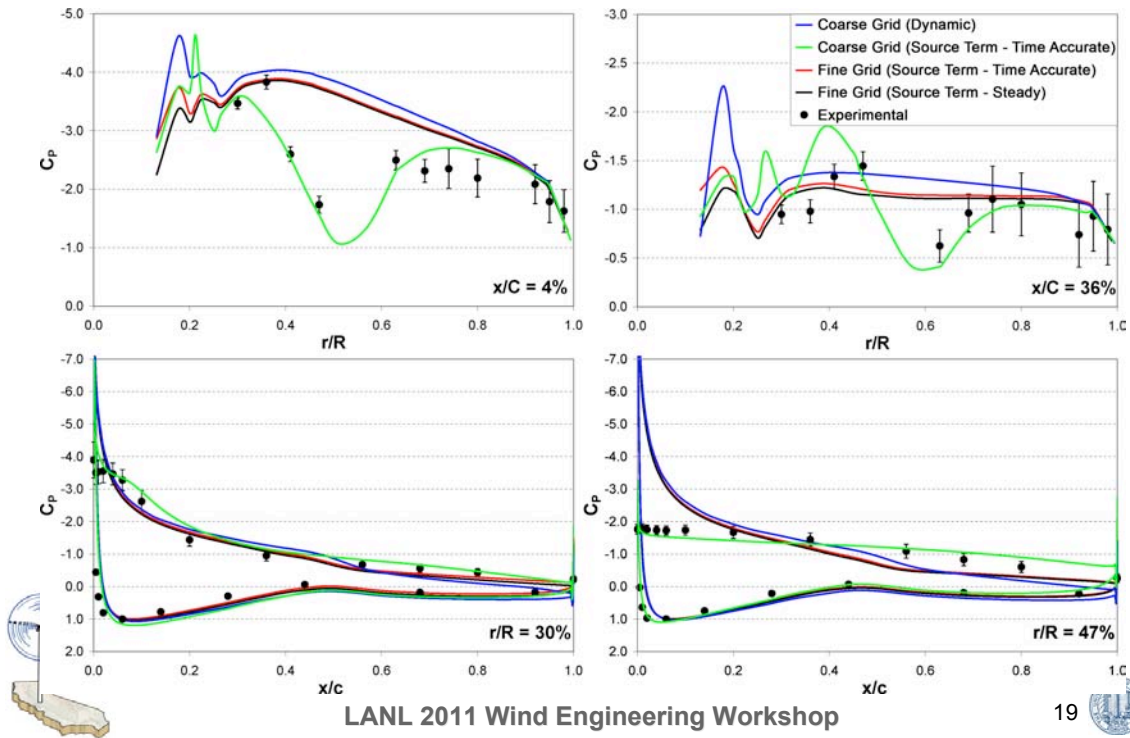 -5.0
-4.0
-3.0
-2.0
-1.0
0.0
CP
0.0 0.2 0.4 0.6 0.8 1.0
r/R
x/C = 4%
-3.0
-2.5
-2.0
-1.5
-1.0
-0.5
0.0
CP
0.0 0.2 0.4 0.6 0.8 1.0
r/R
x/C = 36%
Coarse Grid (Dynamic)
Coarse Grid (Source Term - Time Accurate)
Fine Grid (Source Term - Time Accurate)
Fine Grid (Source Term - Steady)
Experimental
-7.0
-6.0
-5.0
-4.0
-3.0
-2.0
-1.0
0.0
1.0
2.0
CP
0.0 0.2 0.4 0.6 0.8 1.0
x/c
r/R = 30%
-7.0
-6.0
-5.0
-4.0
-3.0
-2.0
-1.0
0.0
1.0
2.0
CP
0.0 0.2 0.4 0.6 0.8 1.0
x/c
r/R = 47%
LANL 2011 Wind Engineering Workshop
19